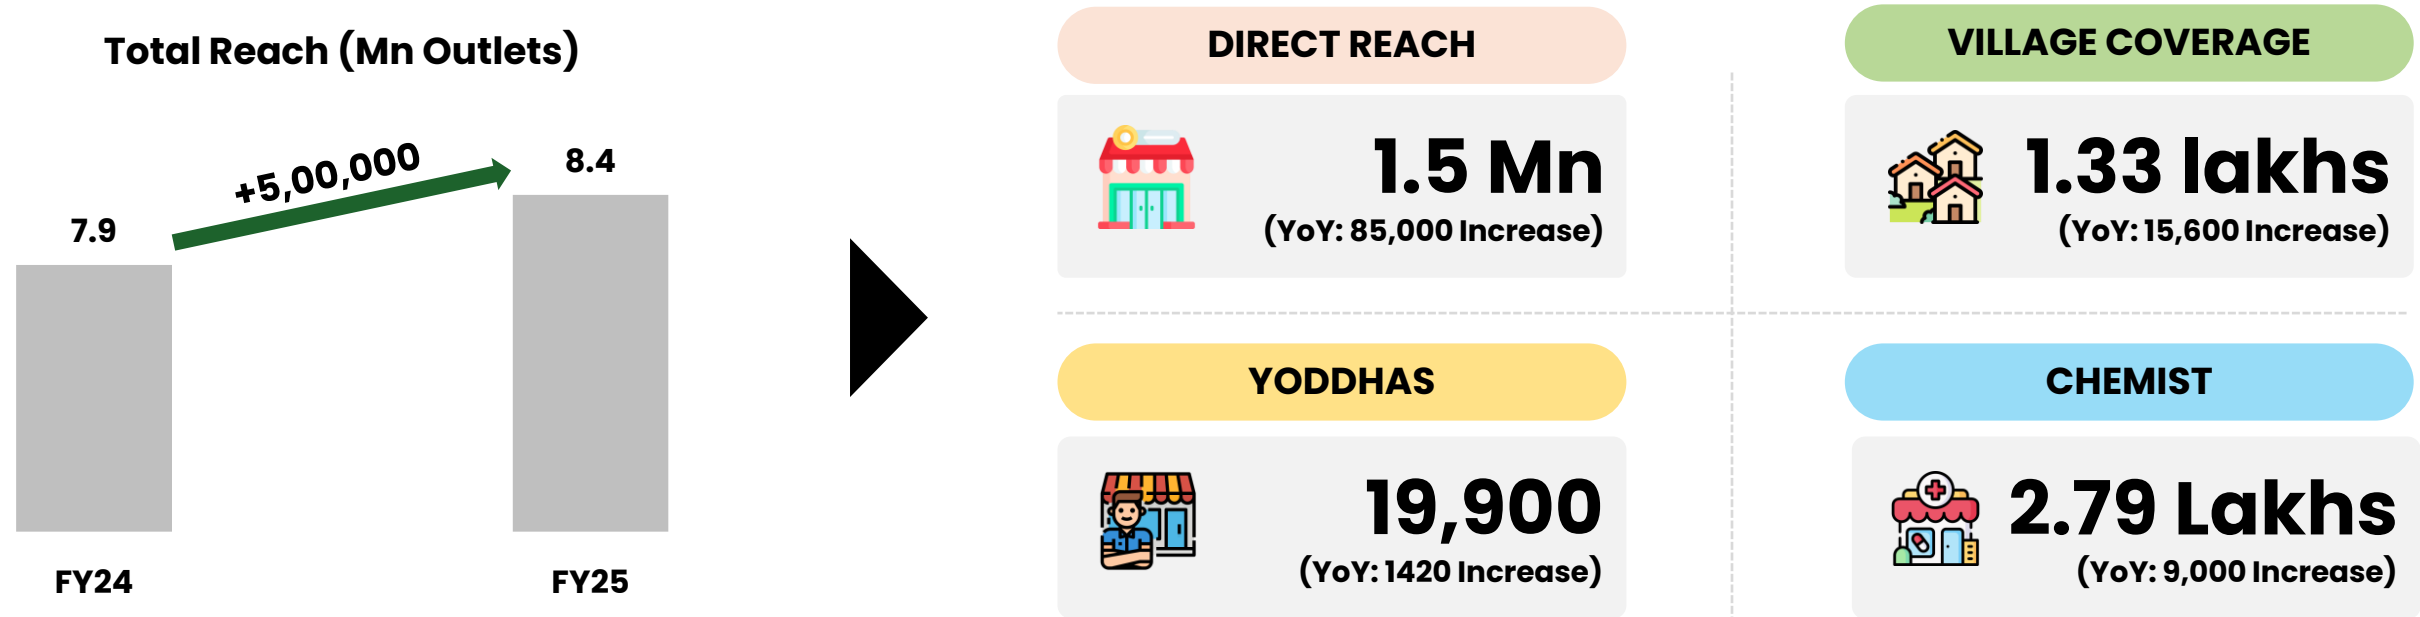 Total Reach (Mn Outlets)
+5,00,000
7.9
8.4
FY24
FY25
DIRECT REACH
1.5 Mn
(YoY: 85,000 Increase)
VILLAGE COVERAGE
1.33 lakhs
(YoY: 15,600 Increase)
YODDHAS
19,900
(YoY: 1420 Increase)
CHEMIST
2.79 Lakhs
(YoY: 9,000 Increase)